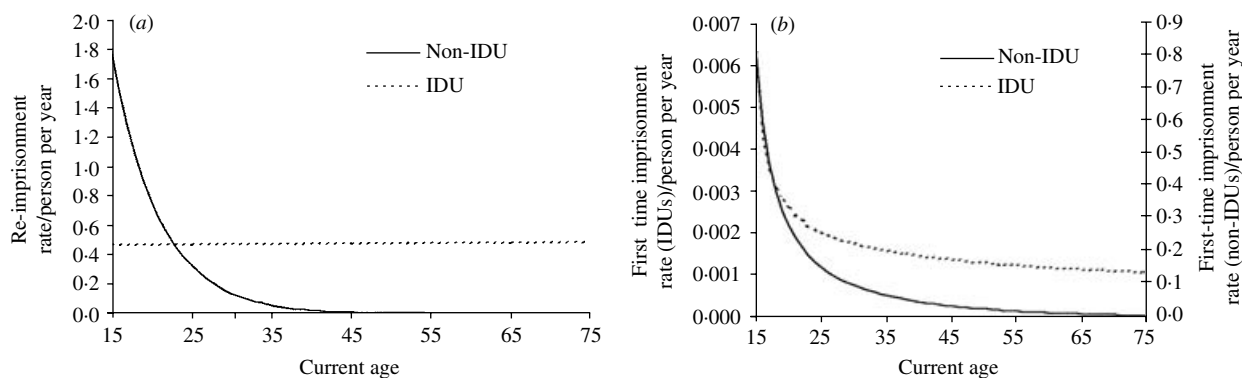 (a)
Re-imprisonment
rate/person per year
2·0
1·8
1·6
1·4
1·2
1·0
0·8
0·6
0·4
0·2
0·0
Non-IDU
IDU
15 25 35 45 55 65 75
Current age
(b)
First time imprisonment
rate (IDUs)/person per year
0·007
0·006
0·005
0·004
0·003
0·002
0·001
0·000
Non-IDU
IDU
15 25 35 45 55 65 75
Current age
0·9
0·8
0·7
0·6
0·5
0·4
0·3
0·2
0·1
0·0
First-time imprisonment
rate (non-IDUs)/person per year